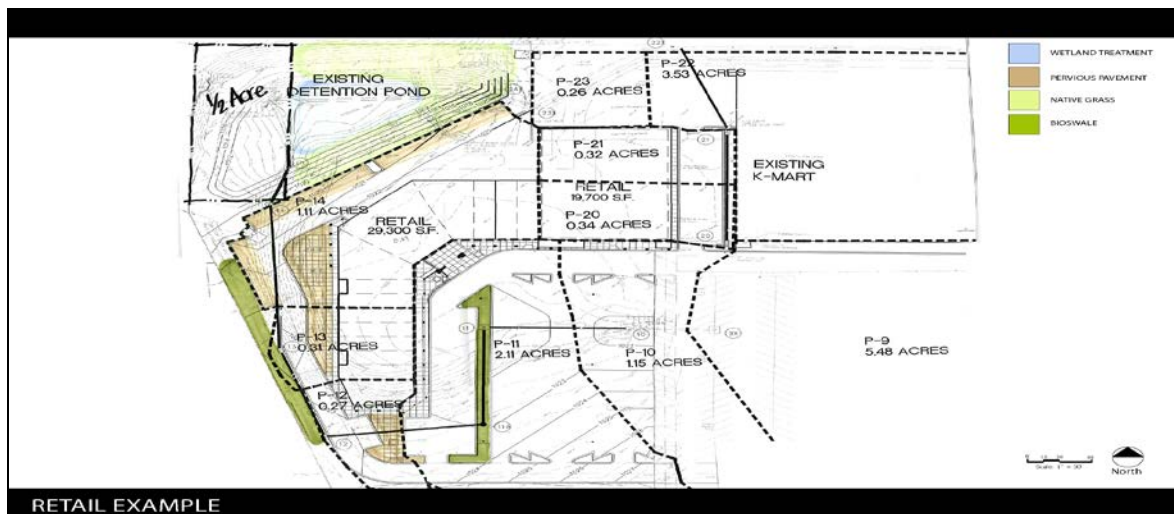 ½ Acre
EXISTING
DETENTION POND
P-23
0.26 ACRES
P-22
3.53 ACRES
WETLAND TREATMENT
PERVIOUS PAVEMENT
NATIVE GRASS
BIOSWALE
P-21
0.32 ACRES
EXISTING
K-MART
RETAIL
19,700 S.F.
P-20
0.34 ACRES
P-14
1.11 ACRES
RETAIL
29,300 S.F.
P-13
0.31 ACRES
P-11
2.11 ACRES
P-10
1.15 ACRES
P-9
5.48 ACRES
P-12
0.27 ACRES
North
RETAIL EXAMPLE